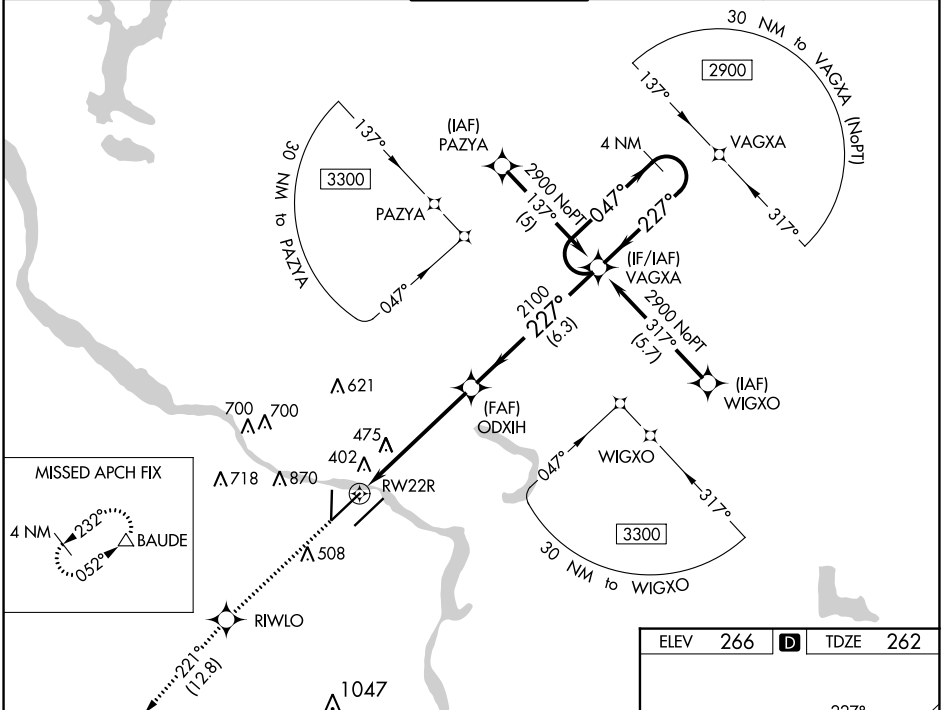 30 NM to VAGXA (NoPT)
2900
137°
VAGXA
317°
(IAF)
PAZYA
4 NM
2900 NoPT
137°
(5)
047°
227°
30 NM to PAZYA
137°
3300
PAZYA
047°
(IF/IAF)
VAGXA
2900 NoPT
317°
(5.7)
2100
227°
(6.3)
(IAF)
WIGXO
(FAF)
ODXIH
621
700
700
475
402
718
870
RW22R
WIGXO
047°
317°
3300
30 NM to WIGXO
MISSED APCH FIX
4 NM
232°
052°
BAUDE
508
RIWLO
221°
(12.8)
1047
ELEV 266 D TDZE 262
227°